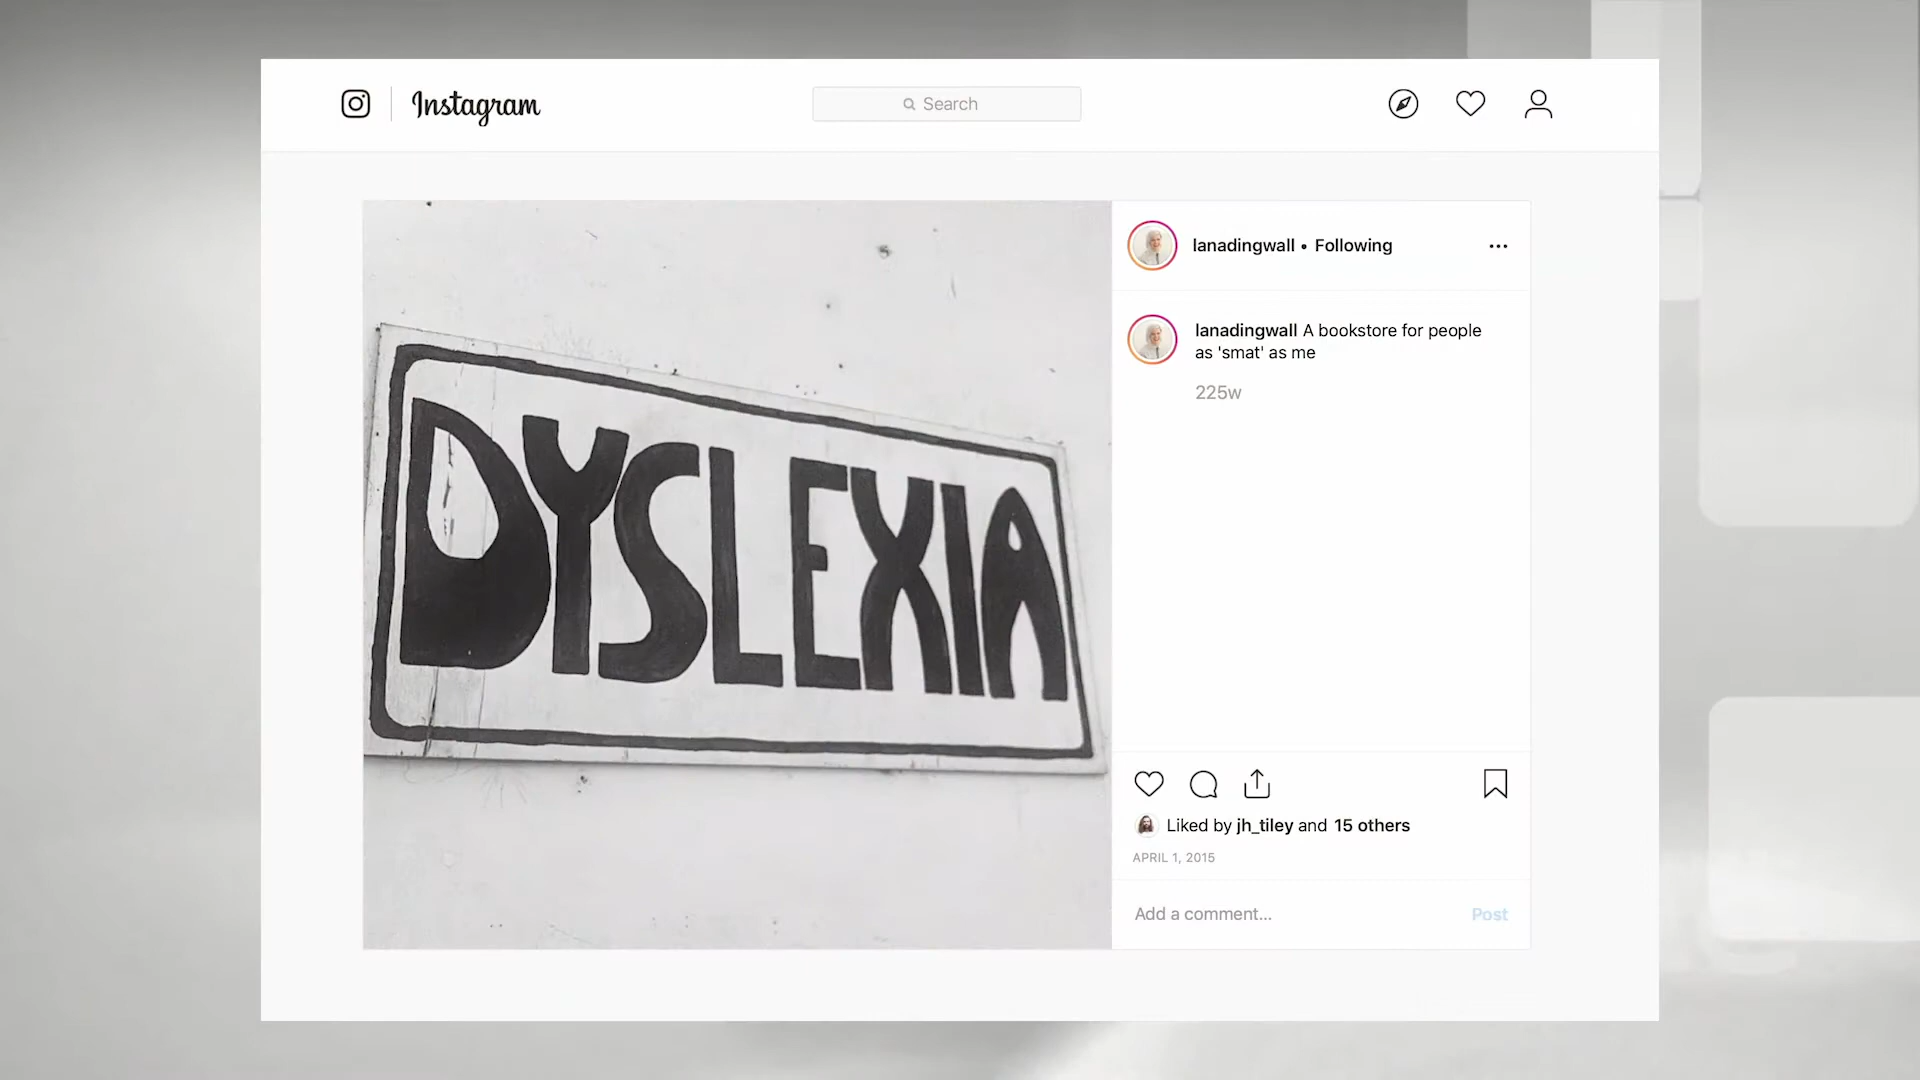 Instagram
Search
DYSLEXIA
lanadingwall • Following
lanadingwall A bookstore for people
as 'smat' as me
225w
Liked by jh_tiley and 15 others
APRIL 1, 2015
Add a comment...
Post